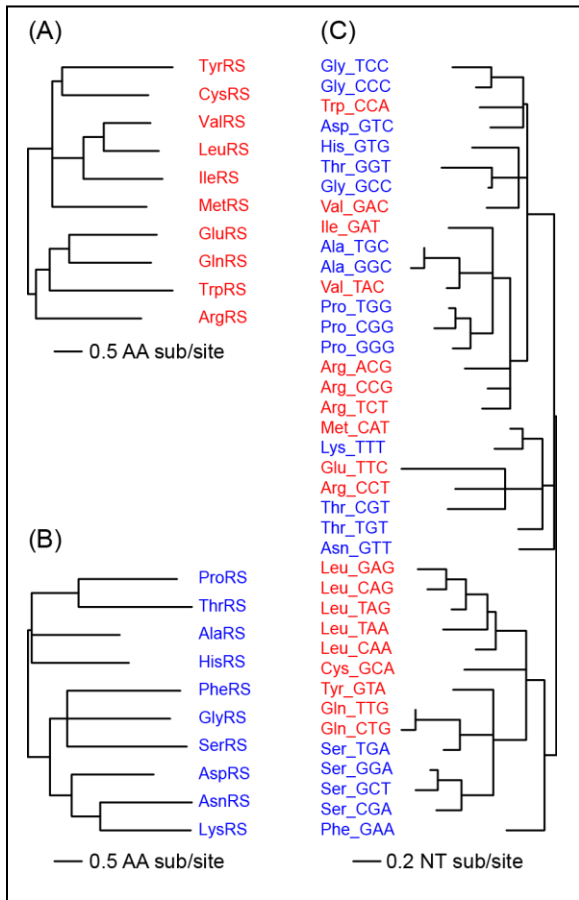 (A)
TyrRS
CysRS
ValRS
LeuRS
IleRS
MetRS
GluRS
GlnRS
TrpRS
ArgRS
0.5 AA sub/site
(B)
ProRS
ThrRS
AlaRS
HisRS
PheRS
GlyRS
SerRS
AspRS
AsnRS
LysRS
0.5 AA sub/site
(C)
Gly_TCC
Gly_CCC
Trp_CCA
Asp_GTC
His_GTG
Thr_GGT
Gly_GCC
Val_GAC
Ile_GAT
Ala_TGC
Ala_GGC
Val_TAC
Pro_TGG
Pro_CGG
Pro_GGG
Arg_ACG
Arg_CCG
Arg_TCT
Met_CAT
Lys_TTT
Glu_TTC
Arg_CCT
Thr_CGT
Thr_TGT
Asn_GTT
Leu_GAG
Leu_CAG
Leu_TAG
Leu_TAA
Leu_CAA
Cys_GCA
Tyr_GTA
Gln_TTG
Gln_CTG
Ser_TGA
Ser_GGA
Ser_GCT
Ser_CGA
Phe_GAA
0.2 NT sub/site